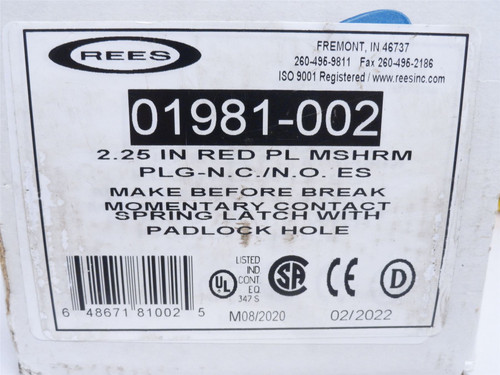 REES
FREMONT, IN 46737
260-495-9811 Fax 260-495-2186
ISO 9001 Registered / www.reesinc.com
01981-002
2.25 IN RED PL MSHRM
PLG-N.C./N.O. ES
MAKE BEFORE BREAK
MOMENTARY CONTACT
SPRING LATCH WITH
PADLOCK HOLE
UL
LISTED
IND
CONT.
EQ.
347 S
SA
CE
D
6 48671 81002 5
M08/2020
02/2022